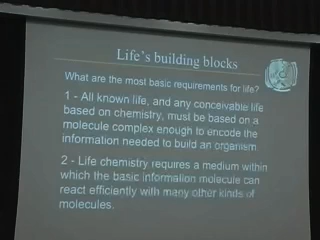 Life's building blocks
What are the most basic requirements for life?
1 - All known life, and any conceivable life
based on chemistry, must be based on a
molecule complex enough to encode the
information needed to build an organism
2 - Life chemistry requires a medium within
which the basic information molecule can
react efficiently with many other kinds of
molecules.